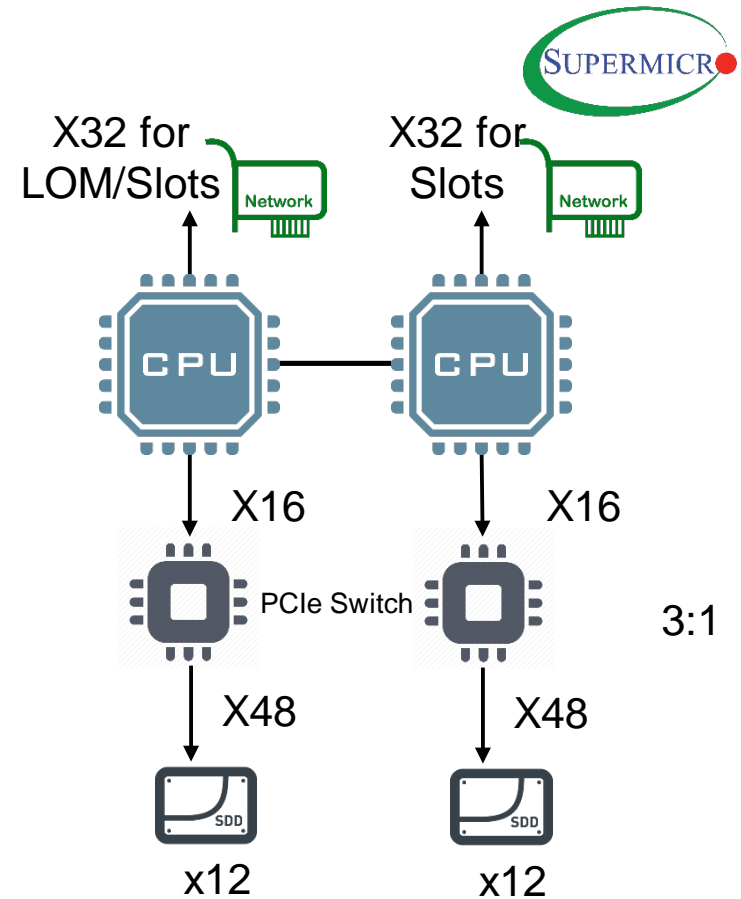 SUPERMICR
X32 for
LOM/Slots
Network
X32 for
Slots
Network
CPU
CPU
X16
X16
PCIe Switch
3:1
X48
X48
SDD
SDD
x12
x12